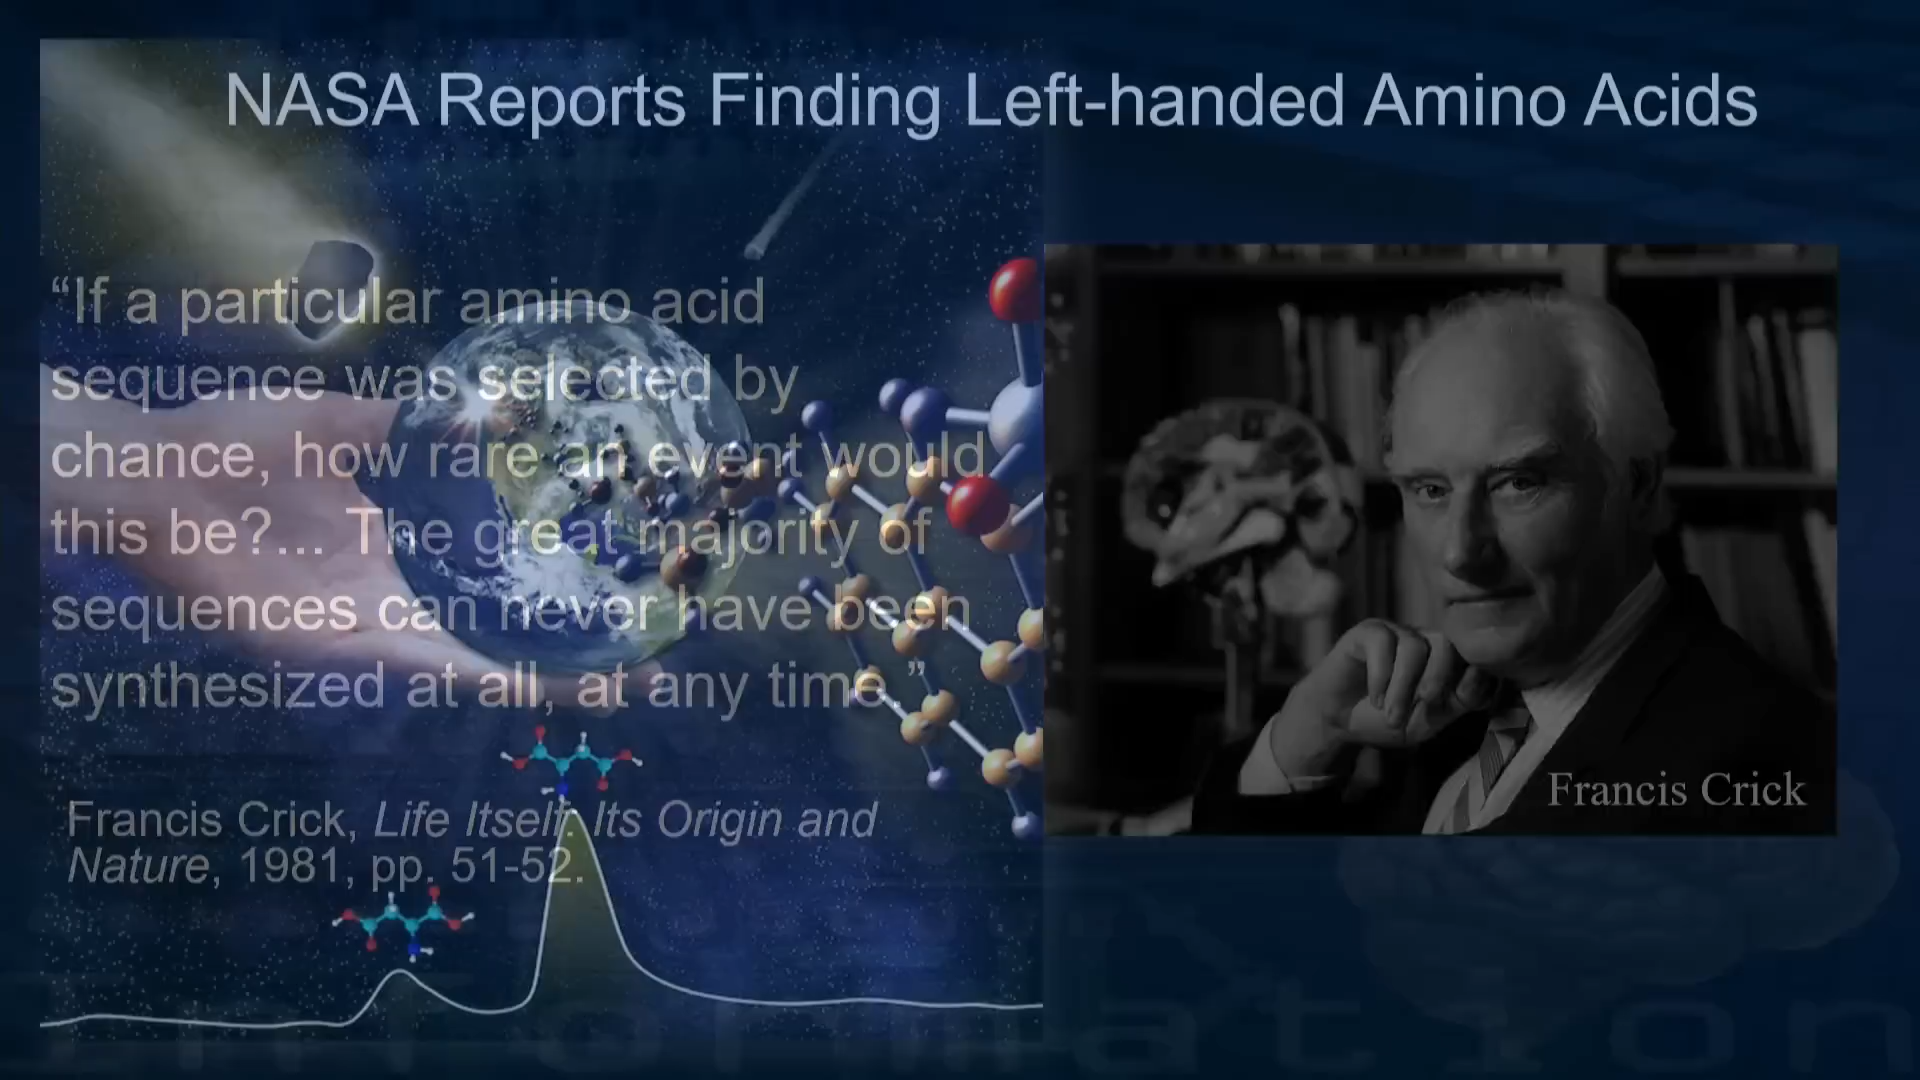 NASA Reports Finding Left-handed Amino Acids
“If a particular amino acid
sequence was selected by
chance, how rare an event would
this be?... The great majority of
sequences can never have been
synthesized at all, at any time.”
Francis Crick, Life Itself: Its Origin and
Nature, 1981, pp. 51-52.
Francis Crick
Information